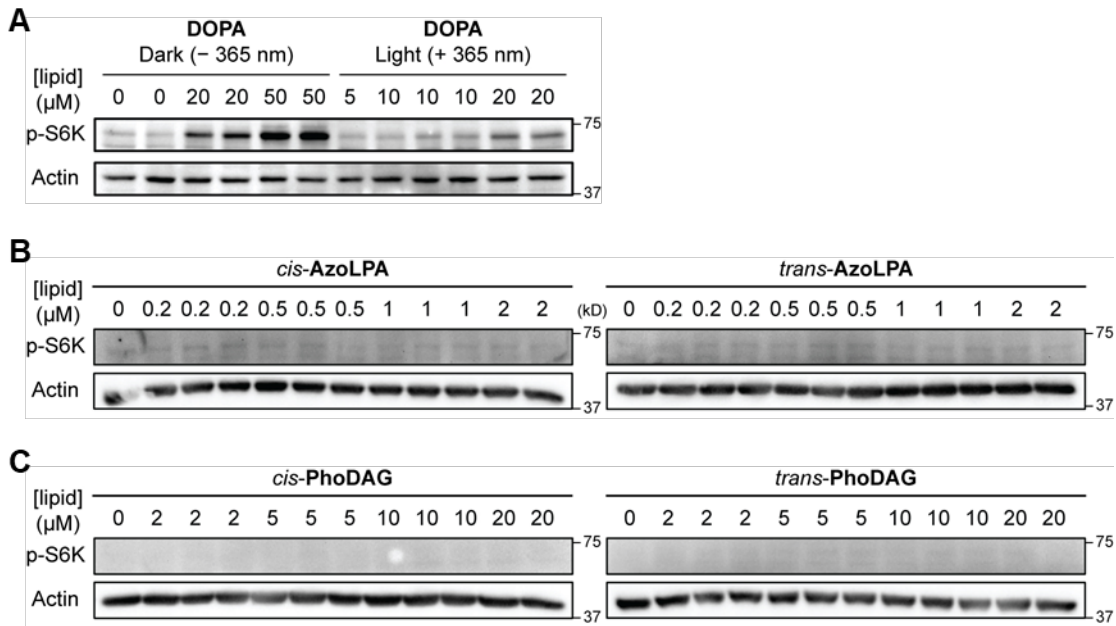 A
DOPA DOPA
Dark (− 365 nm) Light (+ 365 nm)
[lipid]
(μM) 0 0 20 20 50 50 5 10 10 10 20 20
p-S6K 75
Actin 37
B
cis-AzoLPA trans-AzoLPA
[lipid]
(μM) 0 0.2 0.2 0.2 0.5 0.5 0.5 1 1 1 2 2 (kD) 0 0.2 0.2 0.2 0.5 0.5 0.5 1 1 1 2 2
p-S6K 75 75
Actin 37 37
C
cis-PhoDAG trans-PhoDAG
[lipid]
(μM) 0 2 2 2 5 5 5 10 10 10 20 20 0 2 2 2 5 5 5 10 10 10 20 20
p-S6K 75 75
Actin 37 37